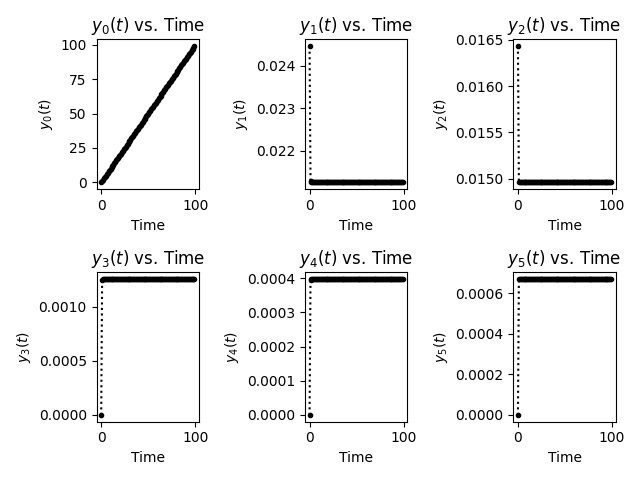 y₀(t) vs. Time
y₁(t) vs. Time
y₂(t) vs. Time
100
75
50
25
0
y₀(t)
0
100
Time
0.024
0.023
0.022
y₁(t)
0
100
Time
0.0165
0.0160
0.0155
0.0150
y₂(t)
0
100
Time
y₃(t) vs. Time
y₄(t) vs. Time
y₅(t) vs. Time
0.0010
0.0005
0.0000
y₃(t)
0
100
Time
0.0004
0.0003
0.0002
0.0001
0.0000
y₄(t)
0
100
Time
0.0006
0.0004
0.0002
0.0000
y₅(t)
0
100
Time